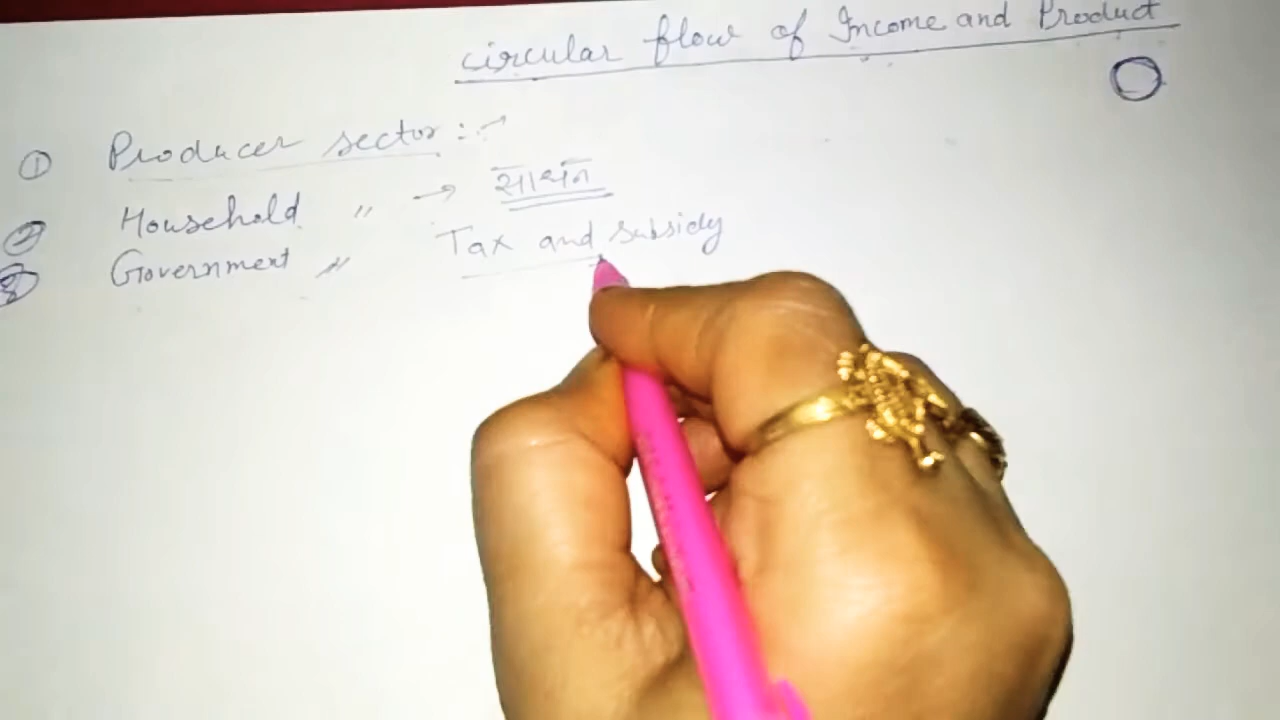 circular flow of Income and Product
① Producer sector :→
② Household " → साधन
③ Government " Tax and subsidy